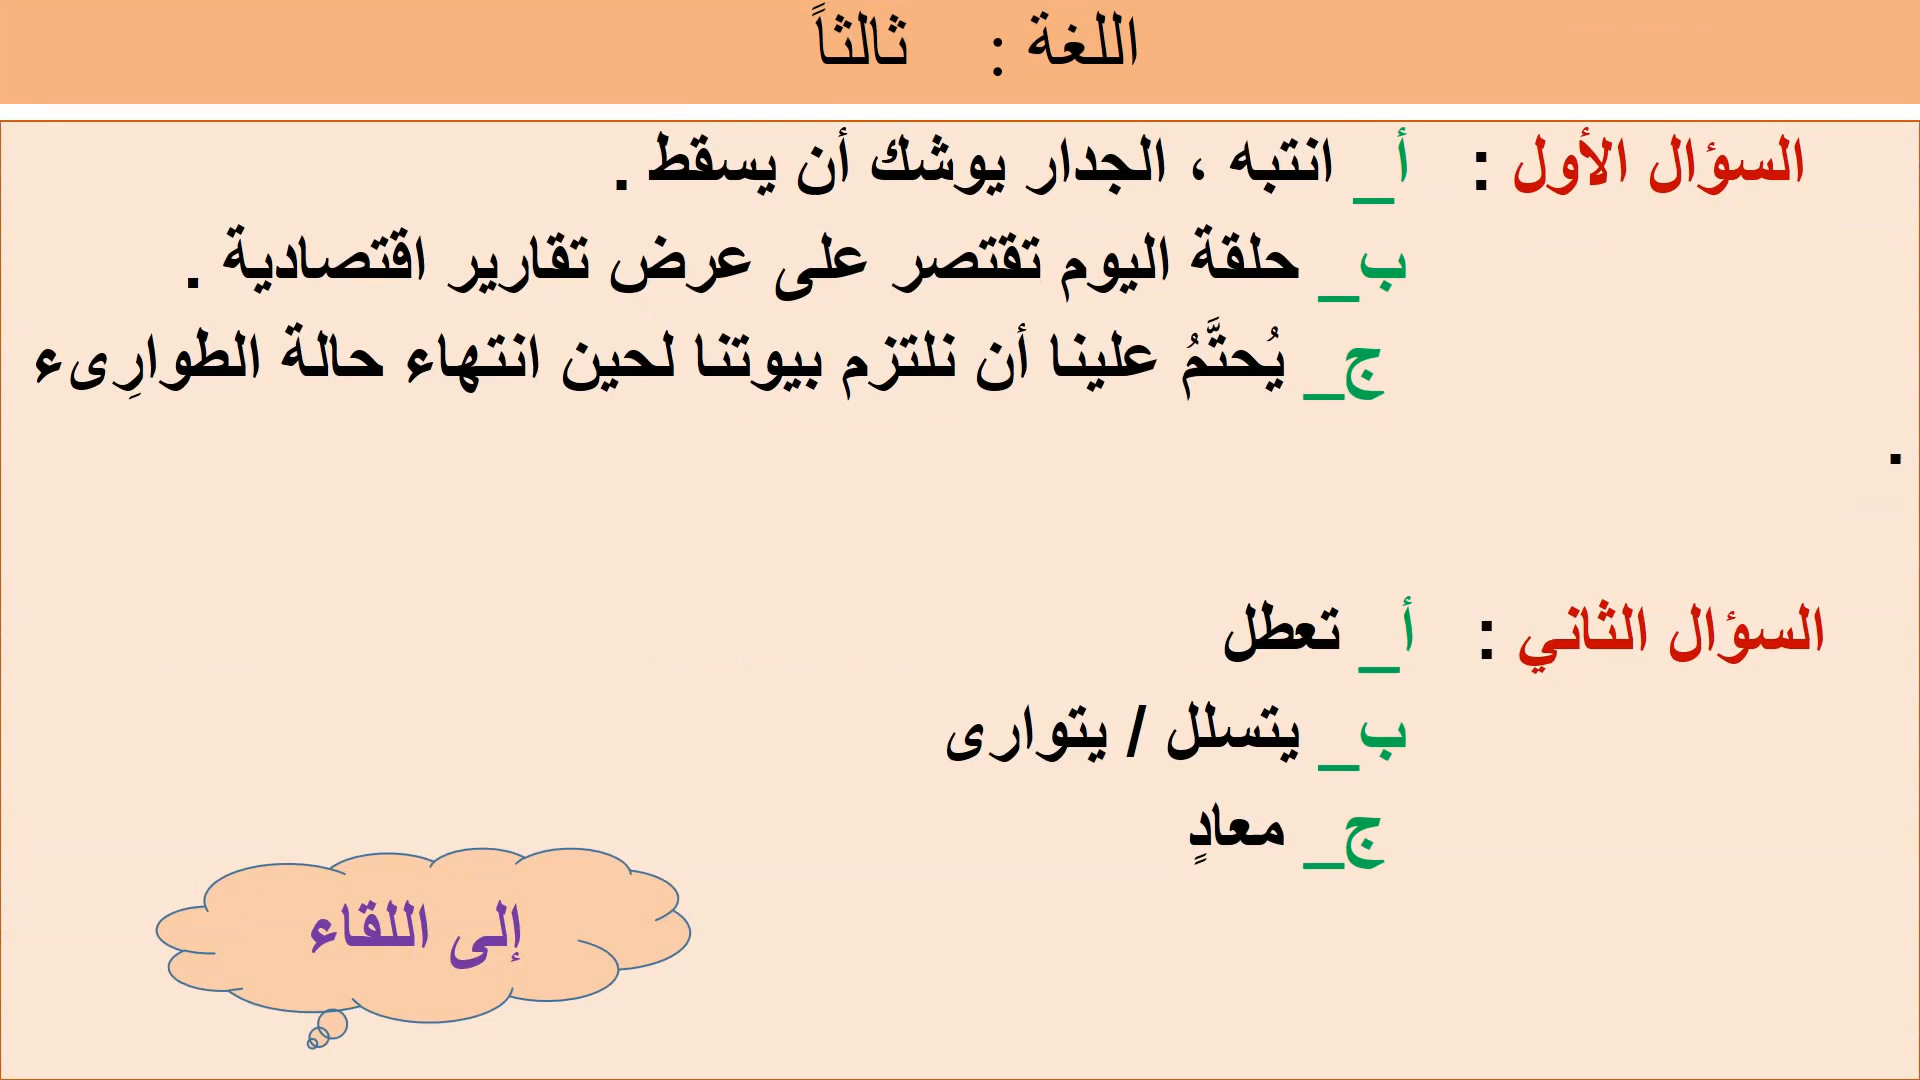 اللغة : ثالثاً
السؤال الأول : أ_ انتبه ، الجدار يوشك أن يسقط .
ب_ حلقة اليوم تقتصر على عرض تقارير اقتصادية .
ج_ يُحتَّمُ علينا أن نلتزم بيوتنا لحين انتهاء حالة الطوارِىء
.
السؤال الثاني : أ_ تعطل
ب_ يتسلل / يتوارى
ج_ معادٍ
إلى اللقاء